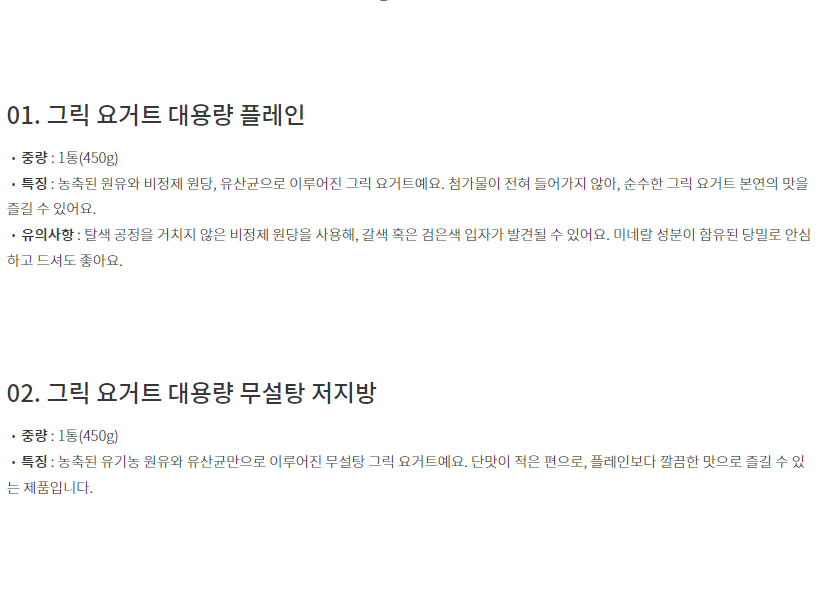 01. 그릭 요거트 대용량 플레인
・중량 : 1통(450g)
・특징 : 농축된 원유와 비정제 원당, 유산균으로 이루어진 그릭 요거트예요. 첨가물이 전혀 들어가지 않아, 순수한 그릭 요거트 본연의 맛을
즐길 수 있어요.
・유의사항 : 탈색 공정을 거치지 않은 비정제 원당을 사용해, 갈색 혹은 검은색 입자가 발견될 수 있어요. 미네랄 성분이 함유된 당밀로 안심
하고 드셔도 좋아요.
02. 그릭 요거트 대용량 무설탕 저지방
・중량 : 1통(450g)
・특징 : 농축된 유기농 원유와 유산균만으로 이루어진 무설탕 그릭 요거트예요. 단맛이 적은 편으로, 플레인보다 깔끔한 맛으로 즐길 수 있
는 제품입니다.